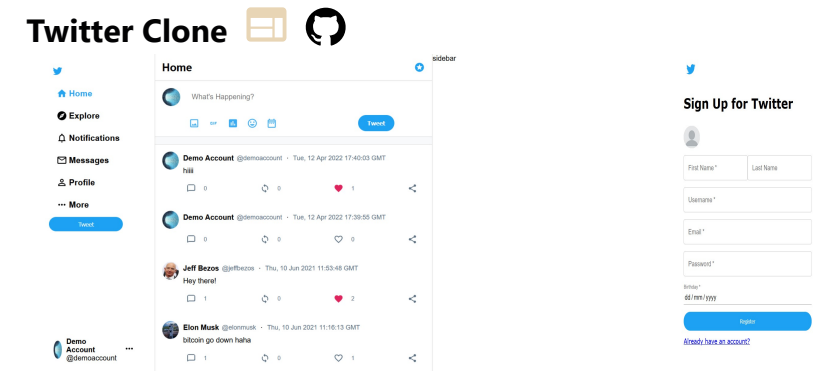 Twitter Clone
sidebar
Home
Explore
Notifications
Messages
Profile
More
Tweet
Demo
Account
@demoaccount
Home
What's Happening?
GIF
Tweet
Demo Account @demoaccount · Tue, 12 Apr 2022 17:40:03 GMT
hiiii
0 0 1
Demo Account @demoaccount · Tue, 12 Apr 2022 17:39:55 GMT
0 0 0
Jeff Bezos @jeffbezos · Thu, 10 Jun 2021 11:53:48 GMT
Hey there!
1 0 2
Elon Musk @elonmusk · Thu, 10 Jun 2021 11:16:13 GMT
bitcoin go down haha
1 0 1
Sign Up for Twitter
First Name * Last Name
Username *
Email *
Password *
Birthday *
dd/mm/yyyy
Register
Already have an account?